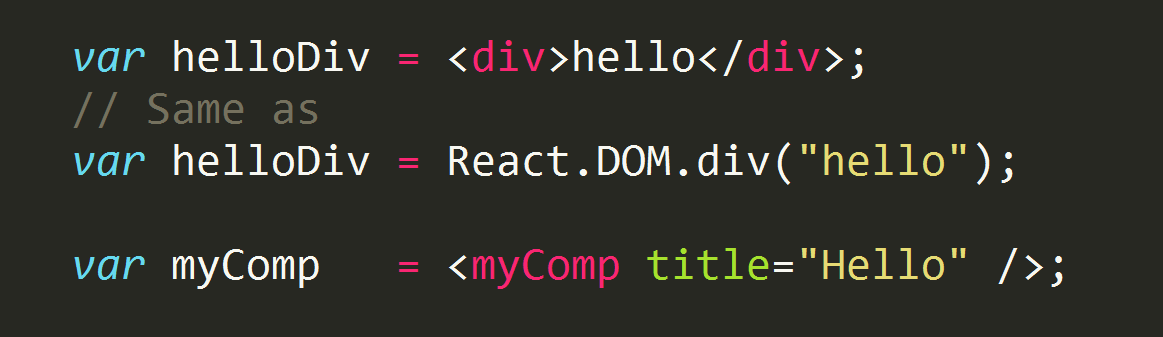 var helloDiv = <div>hello</div>;
// Same as
var helloDiv = React.DOM.div("hello");
var myComp   = <myComp title="Hello" />;